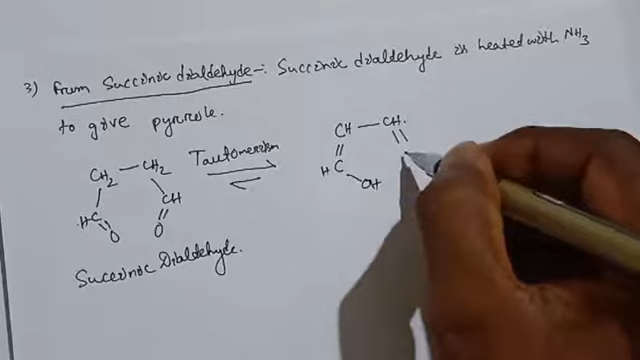 3) From Succinic dialdehyde-: Succinic dialdehyde is heated with NH3
to give pyrrole.
CH2 — CH2
HC
O
CH
O
Tautomerism
CH — CH
HC
OH
Succinic Dialdehyde.